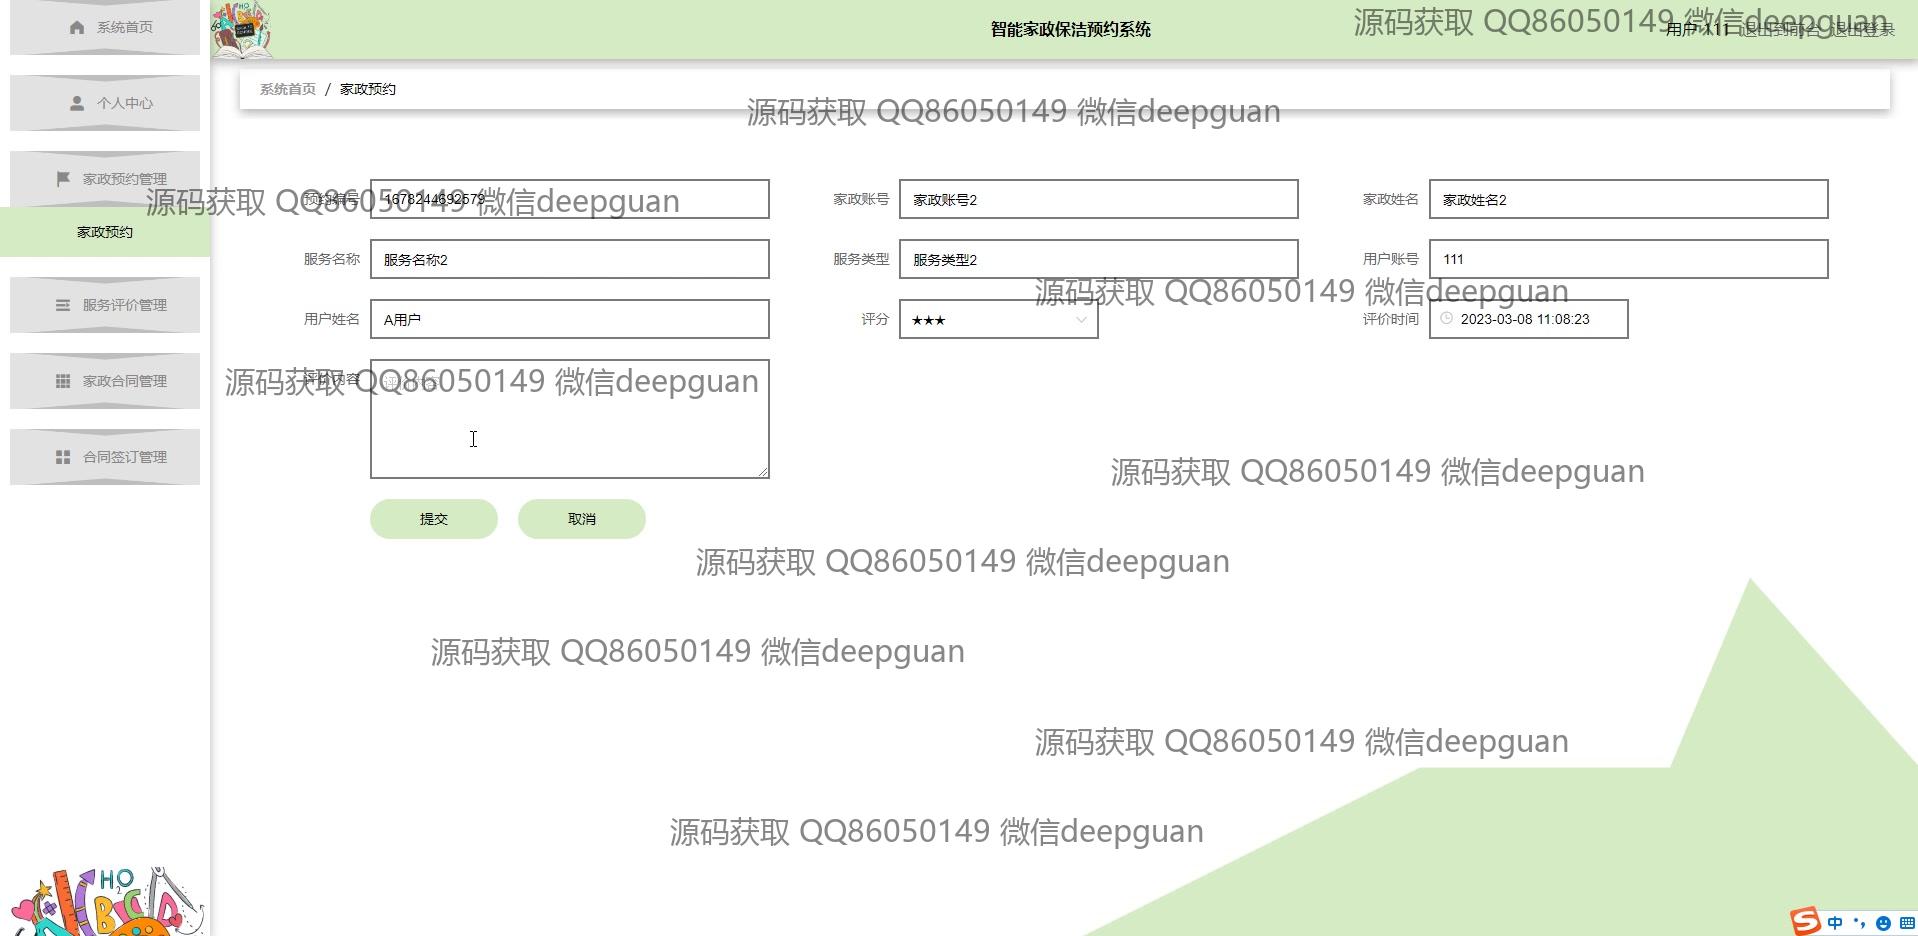 系统首页
个人中心
家政预约管理
家政预约
服务评价管理
家政合同管理
合同签订管理
智能家政保洁预约系统
用户 111 退出到前台 退出登录
系统首页 / 家政预约
预约编号 1678244692579
家政账号 家政账号2
家政姓名 家政姓名2
服务名称 服务名称2
服务类型 服务类型2
用户账号 111
用户姓名 A用户
评分 ★★★
评价时间 2023-03-08 11:08:23
评价内容 评价内容
提交 取消
源码获取 QQ86050149 微信deepguan
源码获取 QQ86050149 微信deepguan
源码获取 QQ86050149 微信deepguan
源码获取 QQ86050149 微信deepguan
源码获取 QQ86050149 微信deepguan
源码获取 QQ86050149 微信deepguan
源码获取 QQ86050149 微信deepguan
源码获取 QQ86050149 微信deepguan
源码获取 QQ86050149 微信deepguan
源码获取 QQ86050149 微信deepguan
HO
2
BCD
S 中